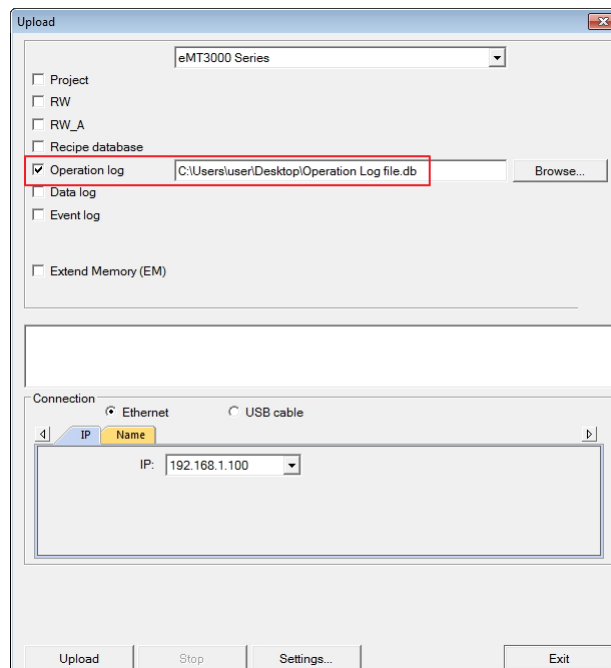 Upload
eMT3000 Series
Project
RW
RW_A
Recipe database
Operation log C:\Users\user\Desktop\Operation Log file.db Browse...
Data log
Event log
Extend Memory (EM)
Connection
Ethernet USB cable
IP Name
IP: 192.168.1.100
Upload Stop Settings... Exit